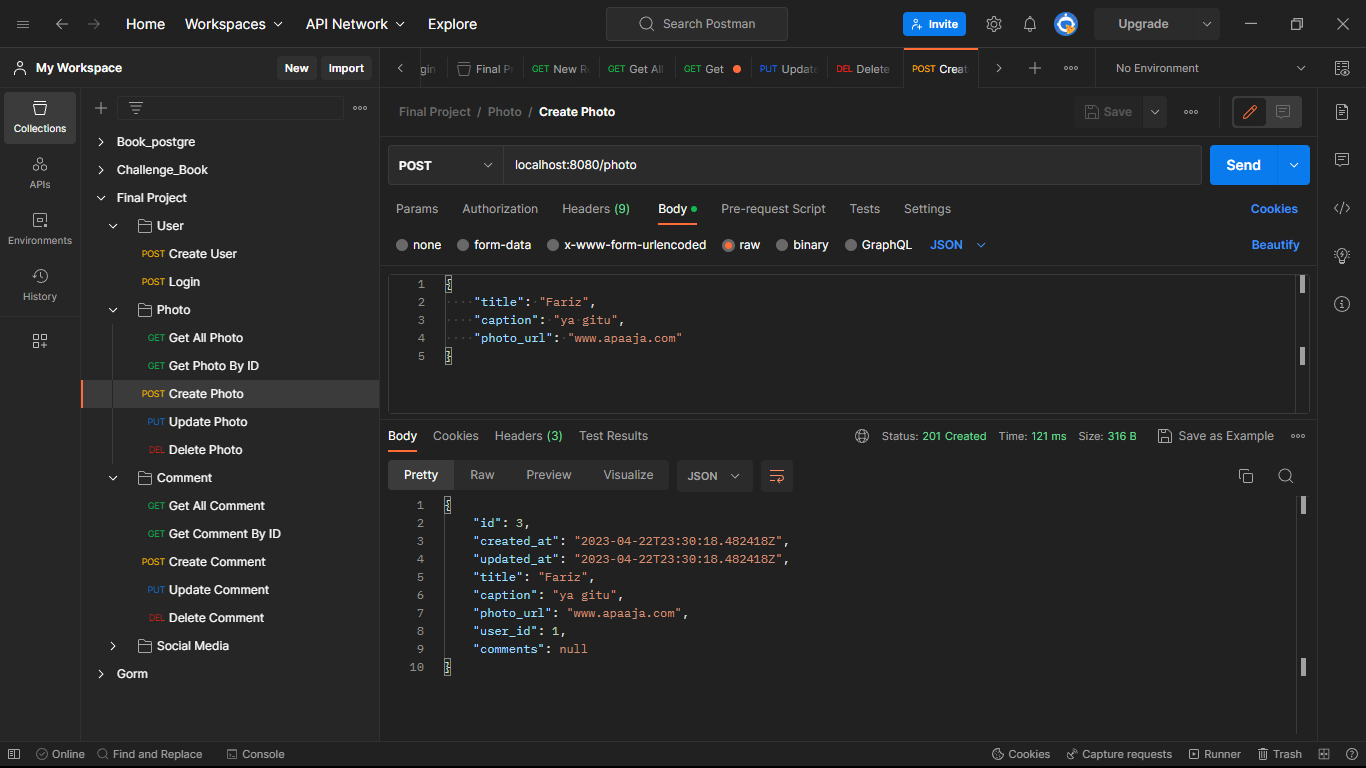 Home Workspaces API Network Explore Search Postman Invite Upgrade
My Workspace New Import
gin Final P GET New R GET Get All GET Get PUT Update DEL Delete POST Creat No Environment
Collections
APIs
Environments
History
Book_postgre
Challenge_Book
Final Project
User
POST Create User
POST Login
Photo
GET Get All Photo
GET Get Photo By ID
POST Create Photo
PUT Update Photo
DEL Delete Photo
Comment
GET Get All Comment
GET Get Comment By ID
POST Create Comment
PUT Update Comment
DEL Delete Comment
Social Media
Gorm
Final Project / Photo / Create Photo Save
POST localhost:8080/photo Send
Params Authorization Headers (9) Body Pre-request Script Tests Settings Cookies
none form-data x-www-form-urlencoded raw binary GraphQL JSON Beautify
1 {
2 "title": "Fariz",
3 "caption": "ya gitu",
4 "photo_url": "www.apaaja.com"
5 }
Body Cookies Headers (3) Test Results Status: 201 Created Time: 121 ms Size: 316 B Save as Example
Pretty Raw Preview Visualize JSON
1 {
2 "id": 3,
3 "created_at": "2023-04-22T23:30:18.482418Z",
4 "updated_at": "2023-04-22T23:30:18.482418Z",
5 "title": "Fariz",
6 "caption": "ya gitu",
7 "photo_url": "www.apaaja.com",
8 "user_id": 1,
9 "comments": null
10 }
Online Find and Replace Console Cookies Capture requests Runner Trash